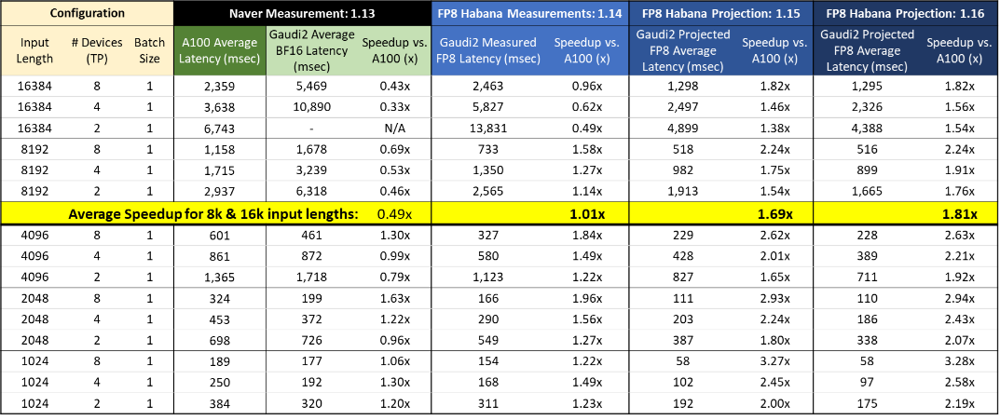 Configuration Naver Measurement: 1.13 FP8 Habana Measurements: 1.14 FP8 Habana Projection: 1.15 FP8 Habana Projection: 1.16
Input Length # Devices (TP) Batch Size A100 Average Latency (msec) Gaudi2 Average BF16 Latency (msec) Speedup vs. A100 (x) Gaudi2 Measured FP8 Latency (msec) Speedup vs. A100 (x) Gaudi2 Projected FP8 Average Latency (msec) Speedup vs. A100 (x) Gaudi2 Projected FP8 Average Latency (msec) Speedup vs. A100 (x)
16384 8 1 2,359 5,469 0.43x 2,463 0.96x 1,298 1.82x 1,295 1.82x
16384 4 1 3,638 10,890 0.33x 5,827 0.62x 2,497 1.46x 2,326 1.56x
16384 2 1 6,743 - N/A 13,831 0.49x 4,899 1.38x 4,388 1.54x
8192 8 1 1,158 1,678 0.69x 733 1.58x 518 2.24x 516 2.24x
8192 4 1 1,715 3,239 0.53x 1,350 1.27x 982 1.75x 899 1.91x
8192 2 1 2,937 6,318 0.46x 2,565 1.14x 1,913 1.54x 1,665 1.76x
Average Speedup for 8k & 16k input lengths: 0.49x 1.01x 1.69x 1.81x
4096 8 1 601 461 1.30x 327 1.84x 229 2.62x 228 2.63x
4096 4 1 861 872 0.99x 580 1.49x 428 2.01x 389 2.21x
4096 2 1 1,365 1,718 0.79x 1,123 1.22x 827 1.65x 711 1.92x
2048 8 1 324 199 1.63x 166 1.96x 111 2.93x 110 2.94x
2048 4 1 453 372 1.22x 290 1.56x 203 2.24x 186 2.43x
2048 2 1 698 726 0.96x 549 1.27x 387 1.80x 338 2.07x
1024 8 1 189 177 1.06x 154 1.22x 58 3.27x 58 3.28x
1024 4 1 250 192 1.30x 168 1.49x 102 2.45x 97 2.58x
1024 2 1 384 320 1.20x 311 1.23x 192 2.00x 175 2.19x